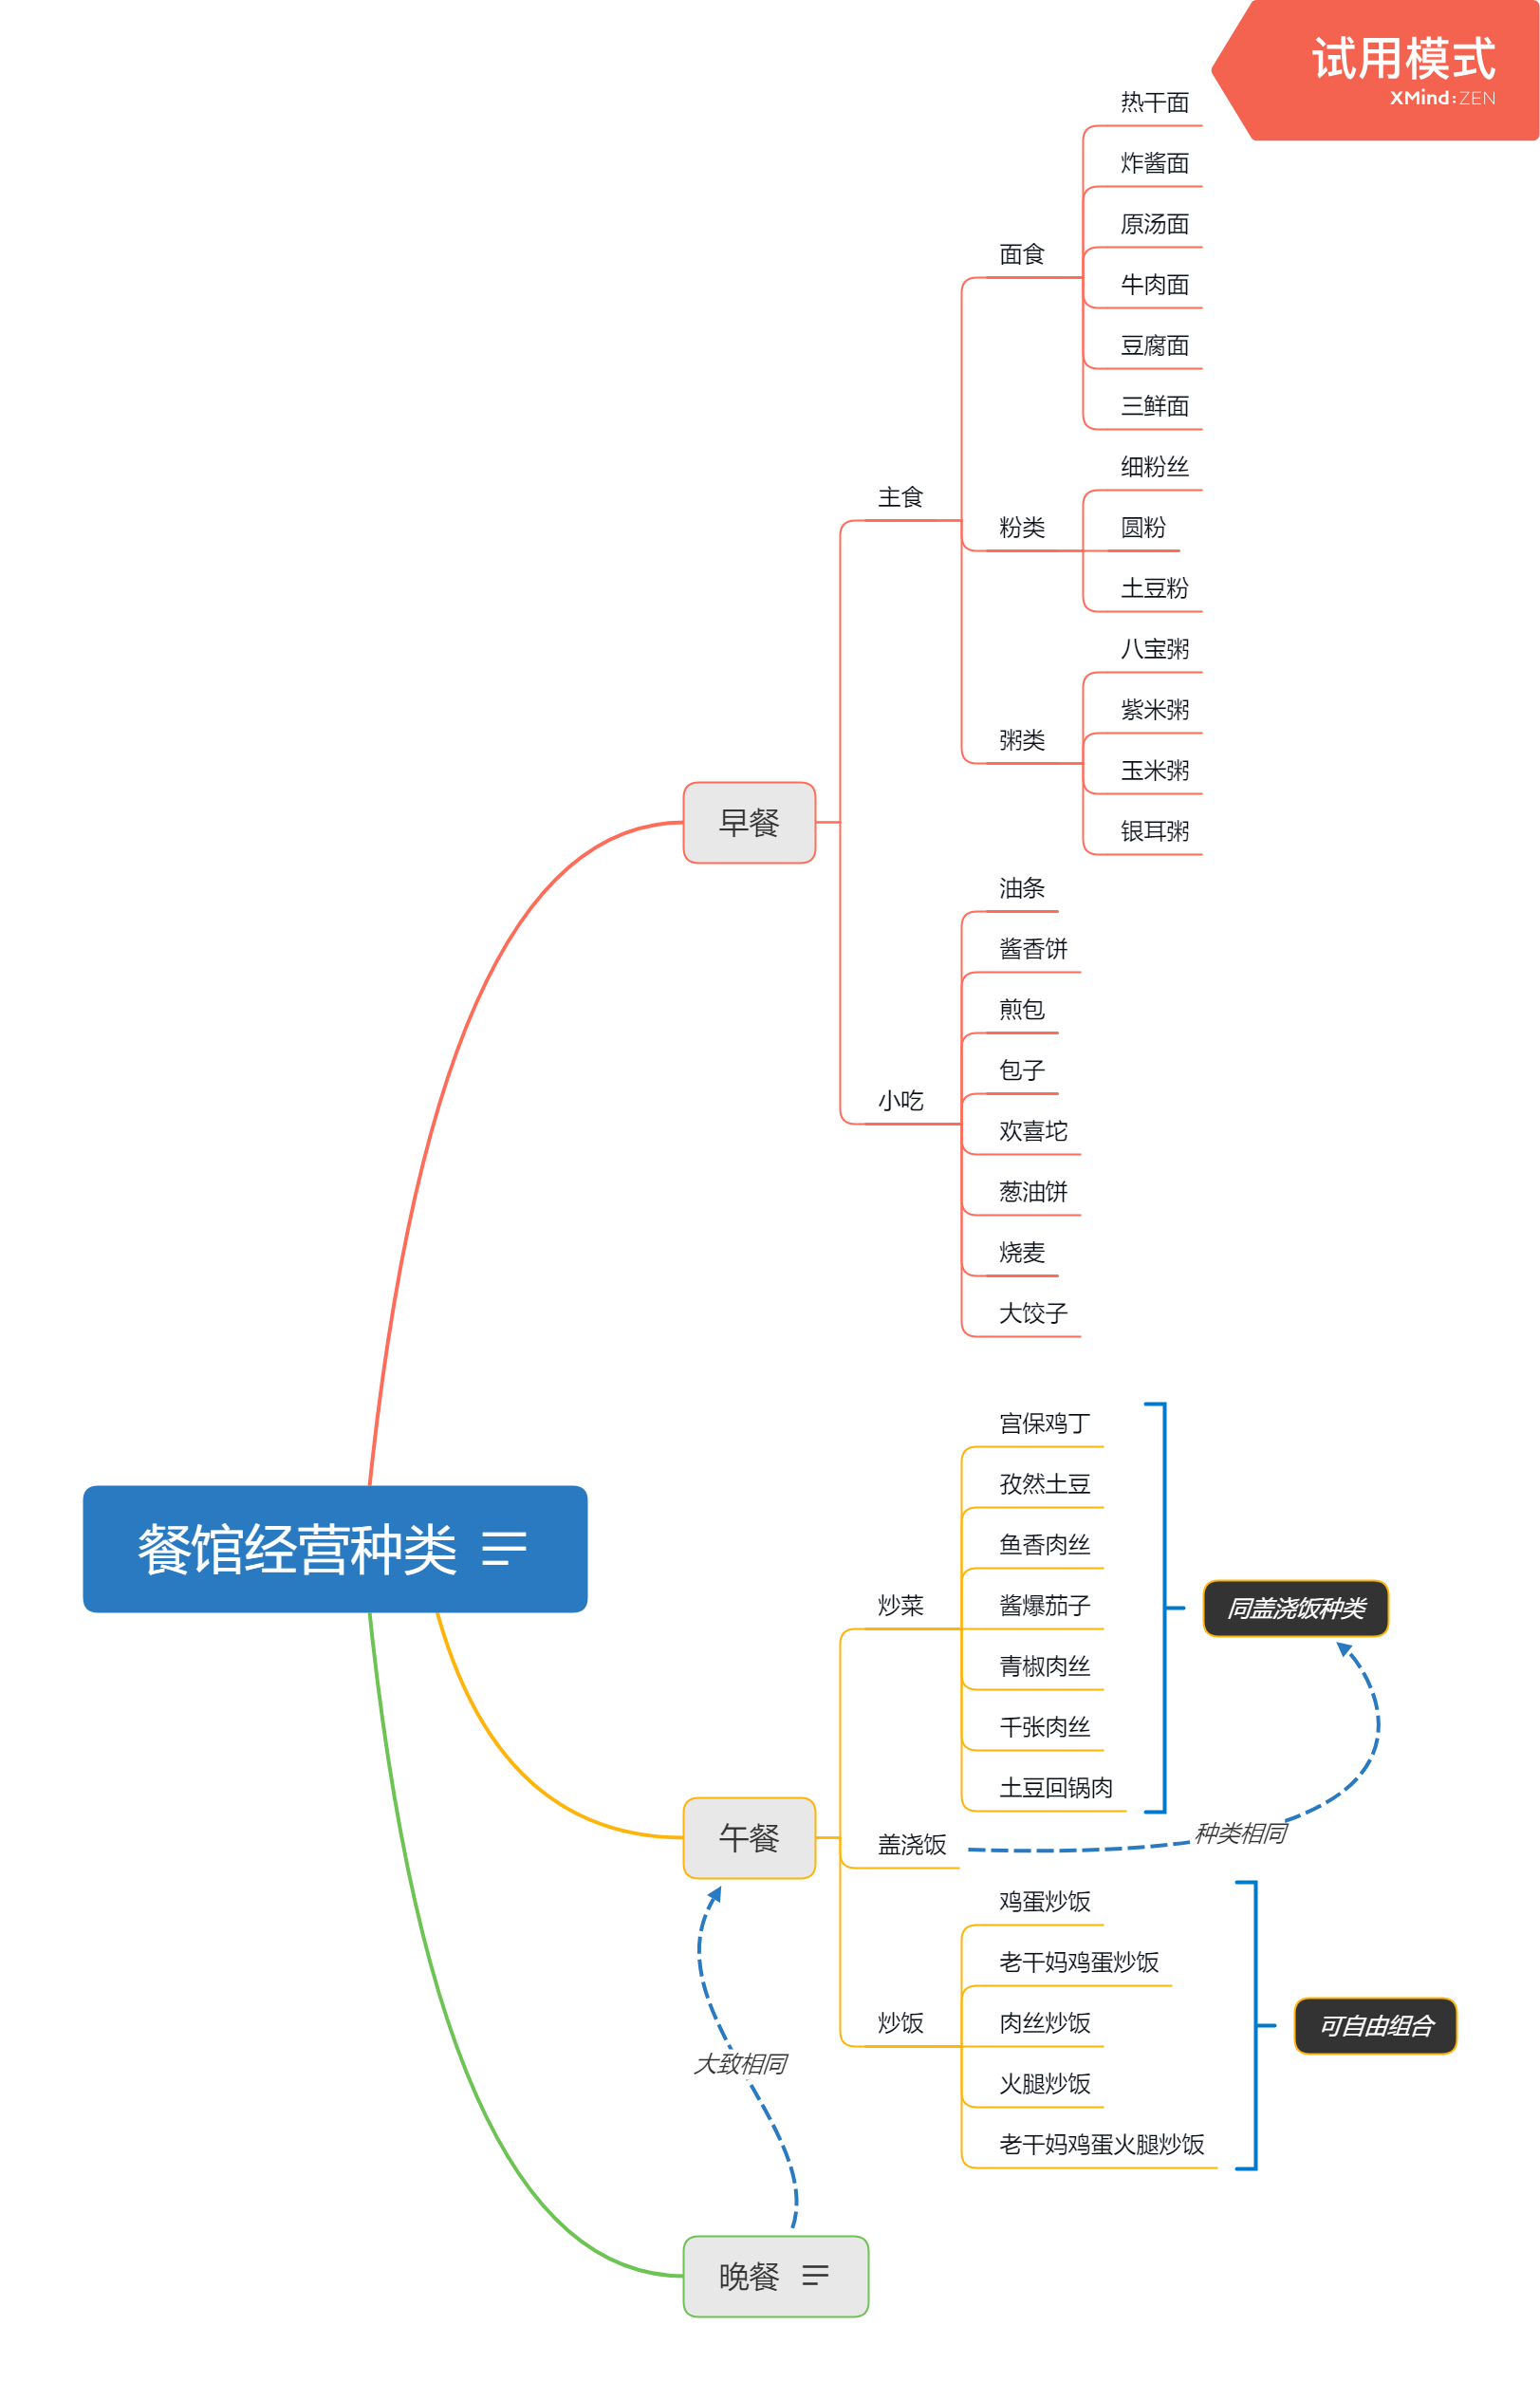 试用模式
XMind:ZEN
热干面
炸酱面
原汤面
面食
牛肉面
豆腐面
三鲜面
细粉丝
主食
粉类
圆粉
土豆粉
八宝粥
紫米粥
粥类
玉米粥
早餐
银耳粥
油条
酱香饼
煎包
包子
小吃
欢喜坨
葱油饼
烧麦
大饺子
宫保鸡丁
孜然土豆
鱼香肉丝
餐馆经营种类
炒菜
酱爆茄子
同盖浇饭种类
青椒肉丝
千张肉丝
土豆回锅肉
午餐
盖浇饭
种类相同
鸡蛋炒饭
老干妈鸡蛋炒饭
炒饭
肉丝炒饭
可自由组合
大致相同
火腿炒饭
老干妈鸡蛋火腿炒饭
晚餐